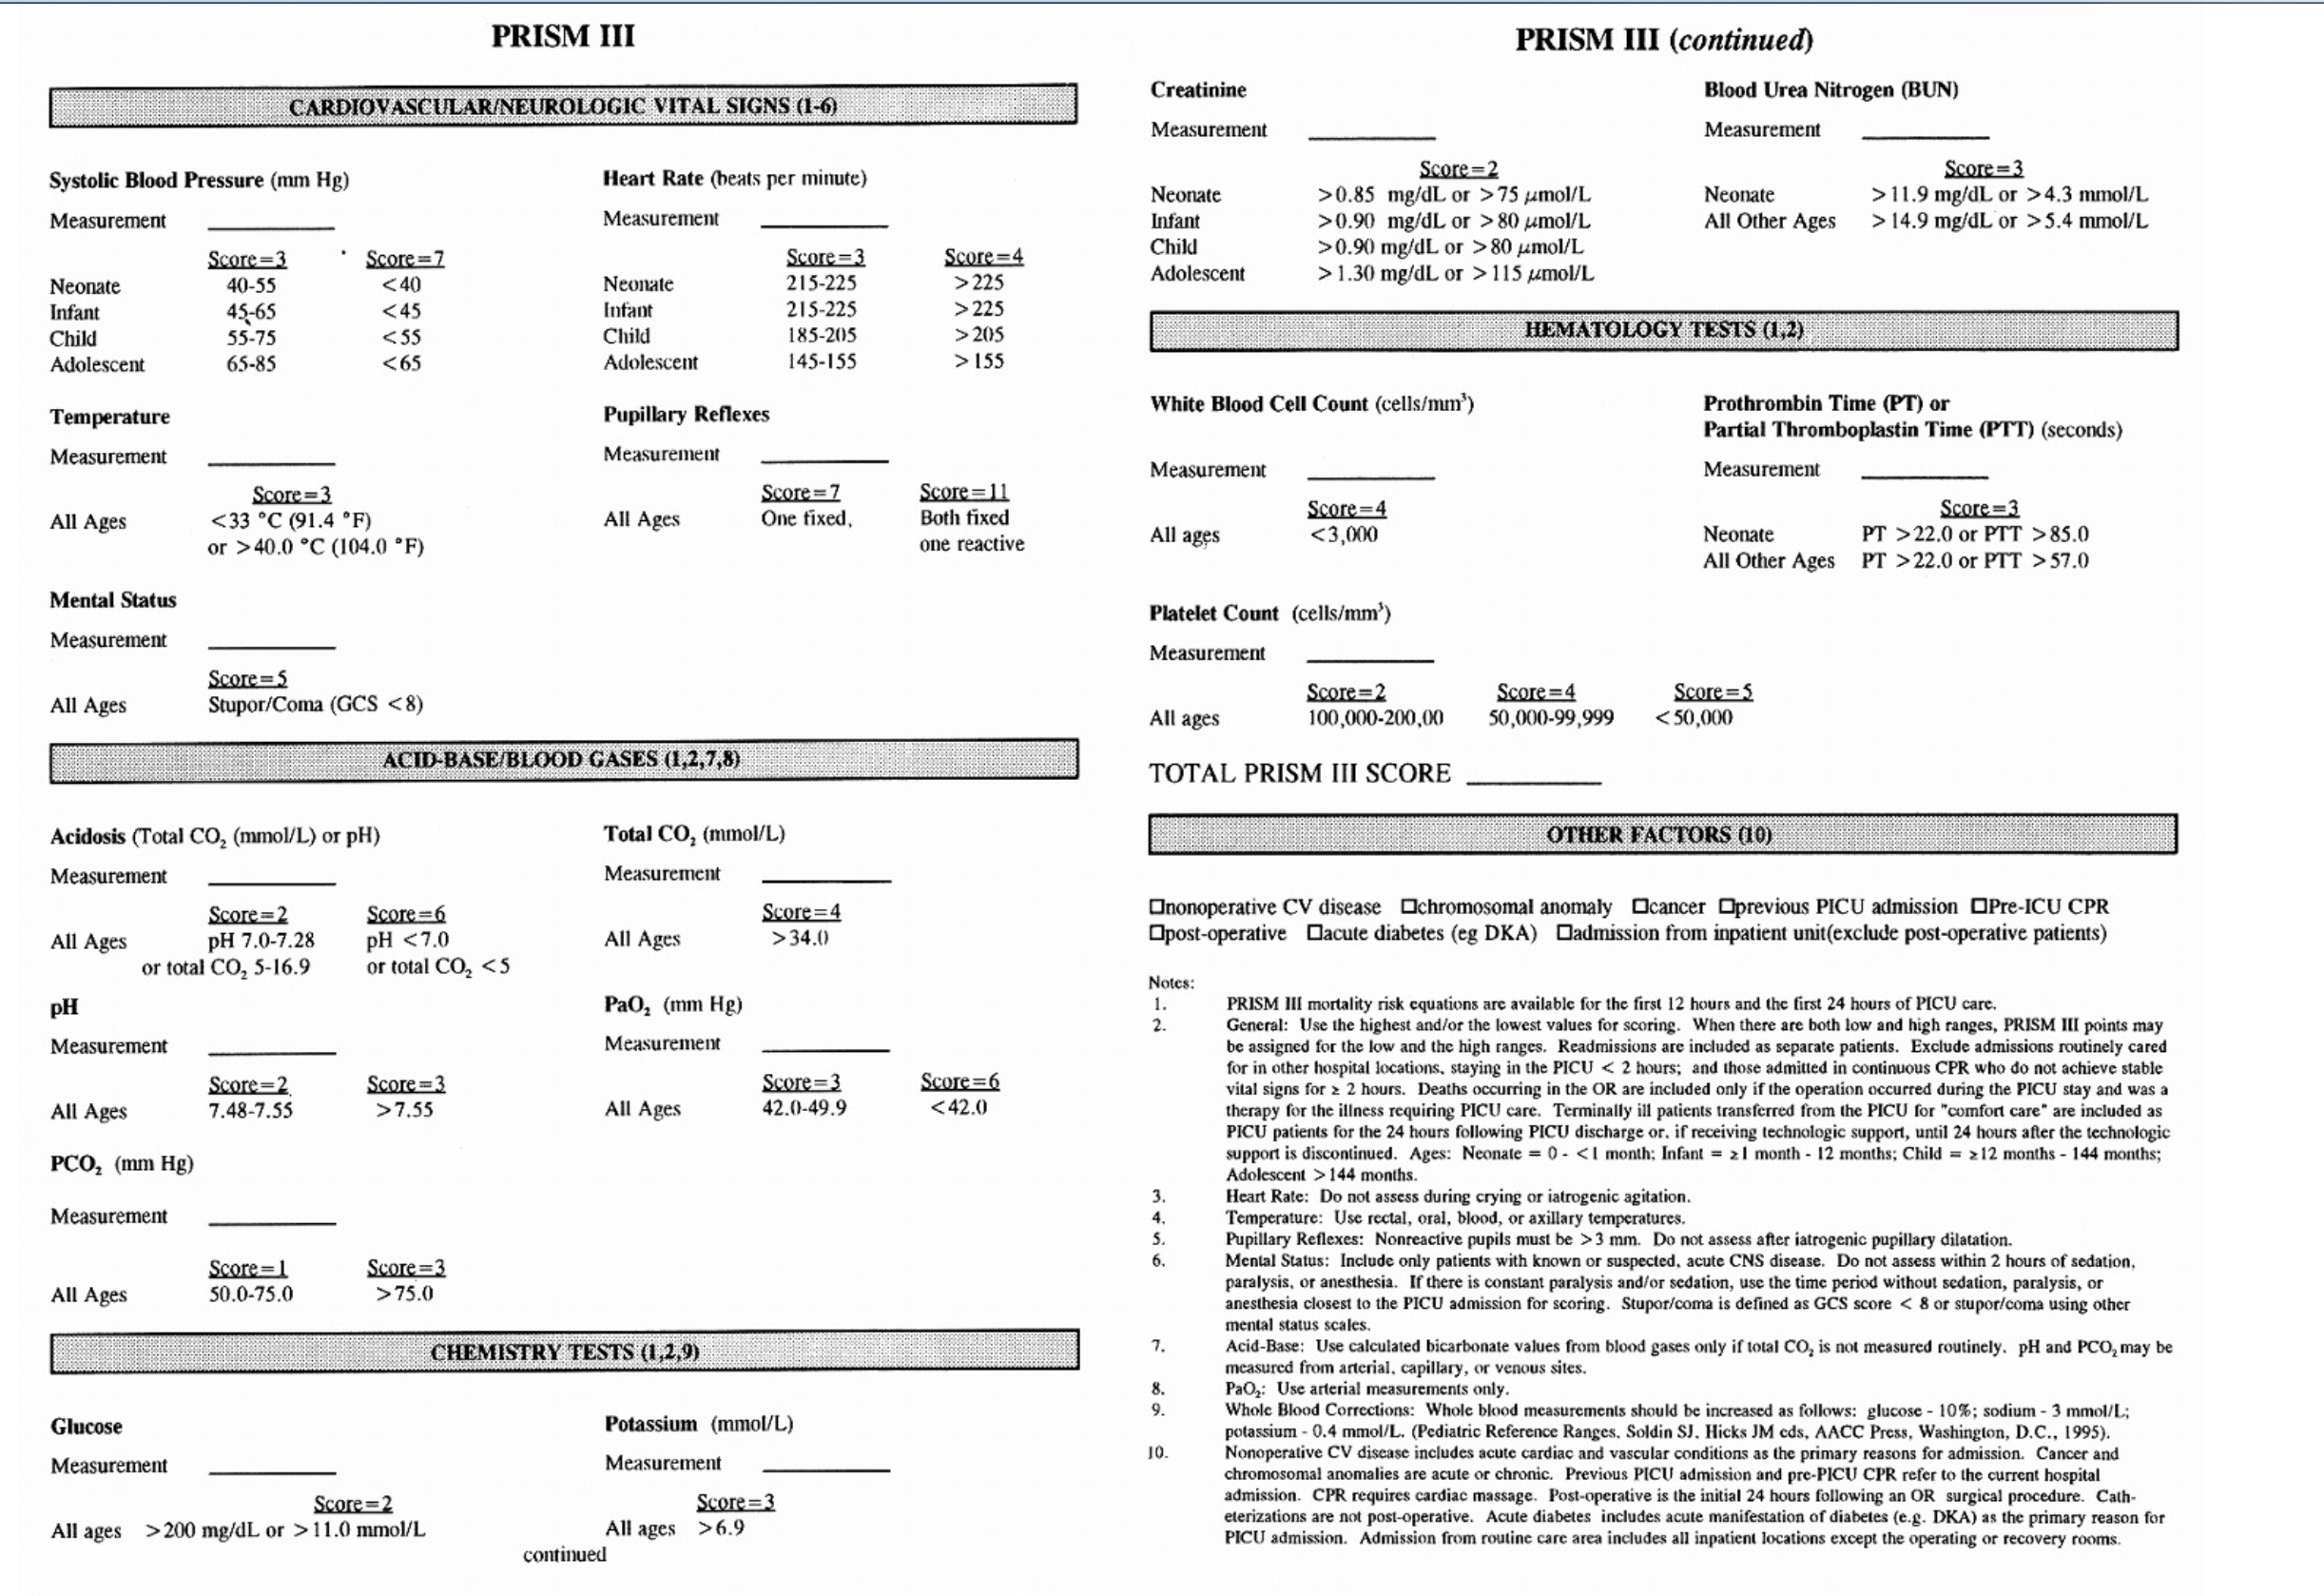 PRISM III
CARDIOVASCULAR/NEUROLOGIC VITAL SIGNS (1-6)
Systolic Blood Pressure (mm Hg)
Measurement
Score=3 Score=7
Neonate 40-55 <40
Infant 45-65 <45
Child 55-75 <55
Adolescent 65-85 <65
Heart Rate (beats per minute)
Measurement
Score=3 Score=4
Neonate 215-225 >225
Infant 215-225 >225
Child 185-205 >205
Adolescent 145-155 >155
Temperature
Measurement
Score=3
All Ages <33 °C (91.4 °F)
or >40.0 °C (104.0 °F)
Pupillary Reflexes
Measurement
Score=7 Score=11
All Ages One fixed, Both fixed
one reactive
Mental Status
Measurement
Score=5
All Ages Stupor/Coma (GCS <8)
ACID-BASE/BLOOD GASES (1,2,7,8)
Acidosis (Total CO₂ (mmol/L) or pH)
Measurement
Score=2 Score=6
All Ages pH 7.0-7.28 pH <7.0
or total CO₂ 5-16.9 or total CO₂ <5
Total CO₂ (mmol/L)
Measurement
Score=4
All Ages >34.0
pH
Measurement
Score=2 Score=3
All Ages 7.48-7.55 >7.55
PaO₂ (mm Hg)
Measurement
Score=3 Score=6
All Ages 42.0-49.9 <42.0
PCO₂ (mm Hg)
Measurement
Score=1 Score=3
All Ages 50.0-75.0 >75.0
CHEMISTRY TESTS (1,2,9)
Glucose
Measurement
Score=2
All ages >200 mg/dL or >11.0 mmol/L
Potassium (mmol/L)
Measurement
Score=3
All ages >6.9
continued
PRISM III (continued)
Creatinine
Measurement
Score=2
Neonate >0.85 mg/dL or >75 μmol/L
Infant >0.90 mg/dL or >80 μmol/L
Child >0.90 mg/dL or >80 μmol/L
Adolescent >1.30 mg/dL or >115 μmol/L
Blood Urea Nitrogen (BUN)
Measurement
Score=3
Neonate >11.9 mg/dL or >4.3 mmol/L
All Other Ages >14.9 mg/dL or >5.4 mmol/L
HEMATOLOGY TESTS (1,2)
White Blood Cell Count (cells/mm³)
Measurement
Score=4
All ages <3,000
Prothrombin Time (PT) or
Partial Thromboplastin Time (PTT) (seconds)
Measurement
Score=3
Neonate PT >22.0 or PTT >85.0
All Other Ages PT >22.0 or PTT >57.0
Platelet Count (cells/mm³)
Measurement
Score=2 Score=4 Score=5
All ages 100,000-200,00 50,000-99,999 <50,000
TOTAL PRISM III SCORE
OTHER FACTORS (10)
□nonoperative CV disease □chromosomal anomaly □cancer □previous PICU admission □Pre-ICU CPR
□post-operative □acute diabetes (eg DKA) □admission from inpatient unit(exclude post-operative patients)
Notes:
1. PRISM III mortality risk equations are available for the first 12 hours and the first 24 hours of PICU care.
2. General: Use the highest and/or the lowest values for scoring. When there are both low and high ranges, PRISM III points may
be assigned for the low and the high ranges. Readmissions are included as separate patients. Exclude admissions routinely cared
for in other hospital locations, staying in the PICU < 2 hours; and those admitted in continuous CPR who do not achieve stable
vital signs for ≥ 2 hours. Deaths occurring in the OR are included only if the operation occurred during the PICU stay and was a
therapy for the illness requiring PICU care. Terminally ill patients transferred from the PICU for "comfort care" are included as
PICU patients for the 24 hours following PICU discharge or, if receiving technologic support, until 24 hours after the technologic
support is discontinued. Ages: Neonate = 0 - <1 month; Infant = ≥1 month - 12 months; Child = ≥12 months - 144 months;
Adolescent >144 months.
3. Heart Rate: Do not assess during crying or iatrogenic agitation.
4. Temperature: Use rectal, oral, blood, or axillary temperatures.
5. Pupillary Reflexes: Nonreactive pupils must be >3 mm. Do not assess after iatrogenic pupillary dilatation.
6. Mental Status: Include only patients with known or suspected, acute CNS disease. Do not assess within 2 hours of sedation,
paralysis, or anesthesia. If there is constant paralysis and/or sedation, use the time period without sedation, paralysis, or
anesthesia closest to the PICU admission for scoring. Stupor/coma is defined as GCS score < 8 or stupor/coma using other
mental status scales.
7. Acid-Base: Use calculated bicarbonate values from blood gases only if total CO₂ is not measured routinely. pH and PCO₂ may be
measured from arterial, capillary, or venous sites.
8. PaO₂: Use arterial measurements only.
9. Whole Blood Corrections: Whole blood measurements should be increased as follows: glucose - 10%; sodium - 3 mmol/L;
potassium - 0.4 mmol/L. (Pediatric Reference Ranges, Soldin SJ, Hicks JM eds, AACC Press, Washington, D.C., 1995).
10. Nonoperative CV disease includes acute cardiac and vascular conditions as the primary reasons for admission. Cancer and
chromosomal anomalies are acute or chronic. Previous PICU admission and pre-PICU CPR refer to the current hospital
admission. CPR requires cardiac massage. Post-operative is the initial 24 hours following an OR surgical procedure. Cath-
eterizations are not post-operative. Acute diabetes includes acute manifestation of diabetes (e.g. DKA) as the primary reason for
PICU admission. Admission from routine care area includes all inpatient locations except the operating or recovery rooms.